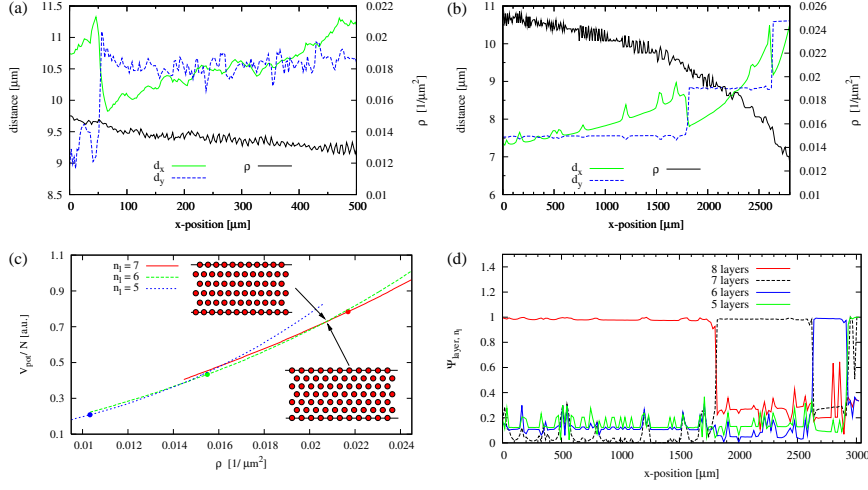 (a)
11.5
11
10.5
10
9.5
9
8.5
distance [μm]
0.022
0.02
0.018
0.016
0.014
0.012
0.01
ρ [1/μm²]
0 100 200 300 400 500
x-position [μm]
d_x
d_y
ρ
(b)
11
10
9
8
7
6
distance [μm]
0.026
0.024
0.022
0.02
0.018
0.016
0.014
0.012
0.01
ρ [1/μm²]
0 500 1000 1500 2000 2500
x-position [μm]
d_x
d_y
ρ
(c)
1.1
0.9
0.7
0.5
0.3
0.1
V_pot/ N [a.u.]
n_l = 7
n_l = 6
n_l = 5
0.01 0.012 0.014 0.016 0.018 0.02 0.022 0.024
ρ [1/ μm²]
(d)
1.4
1.2
1
0.8
0.6
0.4
0.2
0
Ψ_layer, n_l
8 layers
7 layers
6 layers
5 layers
0 500 1000 1500 2000 2500 3000
x-position [μm]